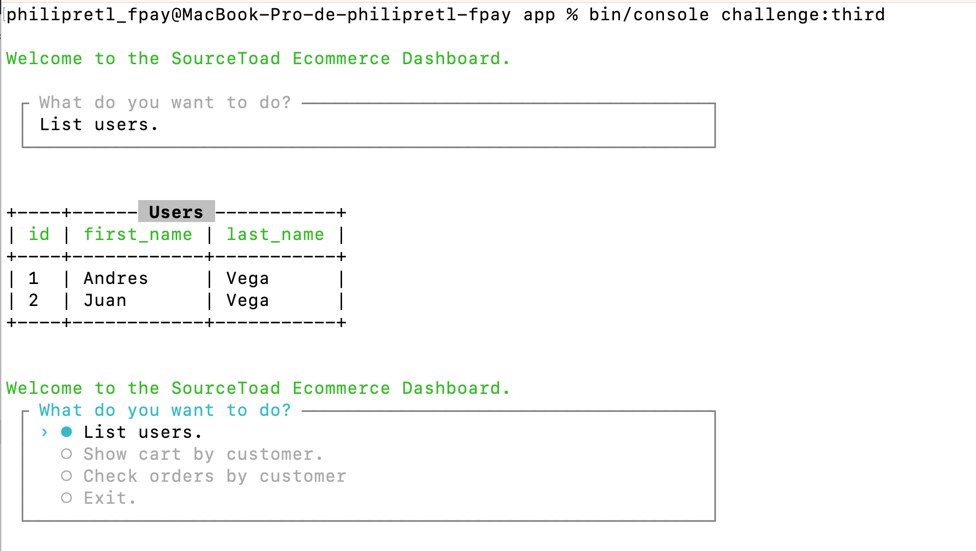 philipretl_fpay@MacBook-Pro-de-philipretl-fpay app % bin/console challenge:third
Welcome to the SourceToad Ecommerce Dashboard.
What do you want to do?
List users.
+----+------ Users -----------+
| id | first_name | last_name |
+----+------------+-----------+
| 1  | Andres     | Vega      |
| 2  | Juan       | Vega      |
+----+------------+-----------+
Welcome to the SourceToad Ecommerce Dashboard.
What do you want to do?
› ● List users.
○ Show cart by customer.
○ Check orders by customer
○ Exit.